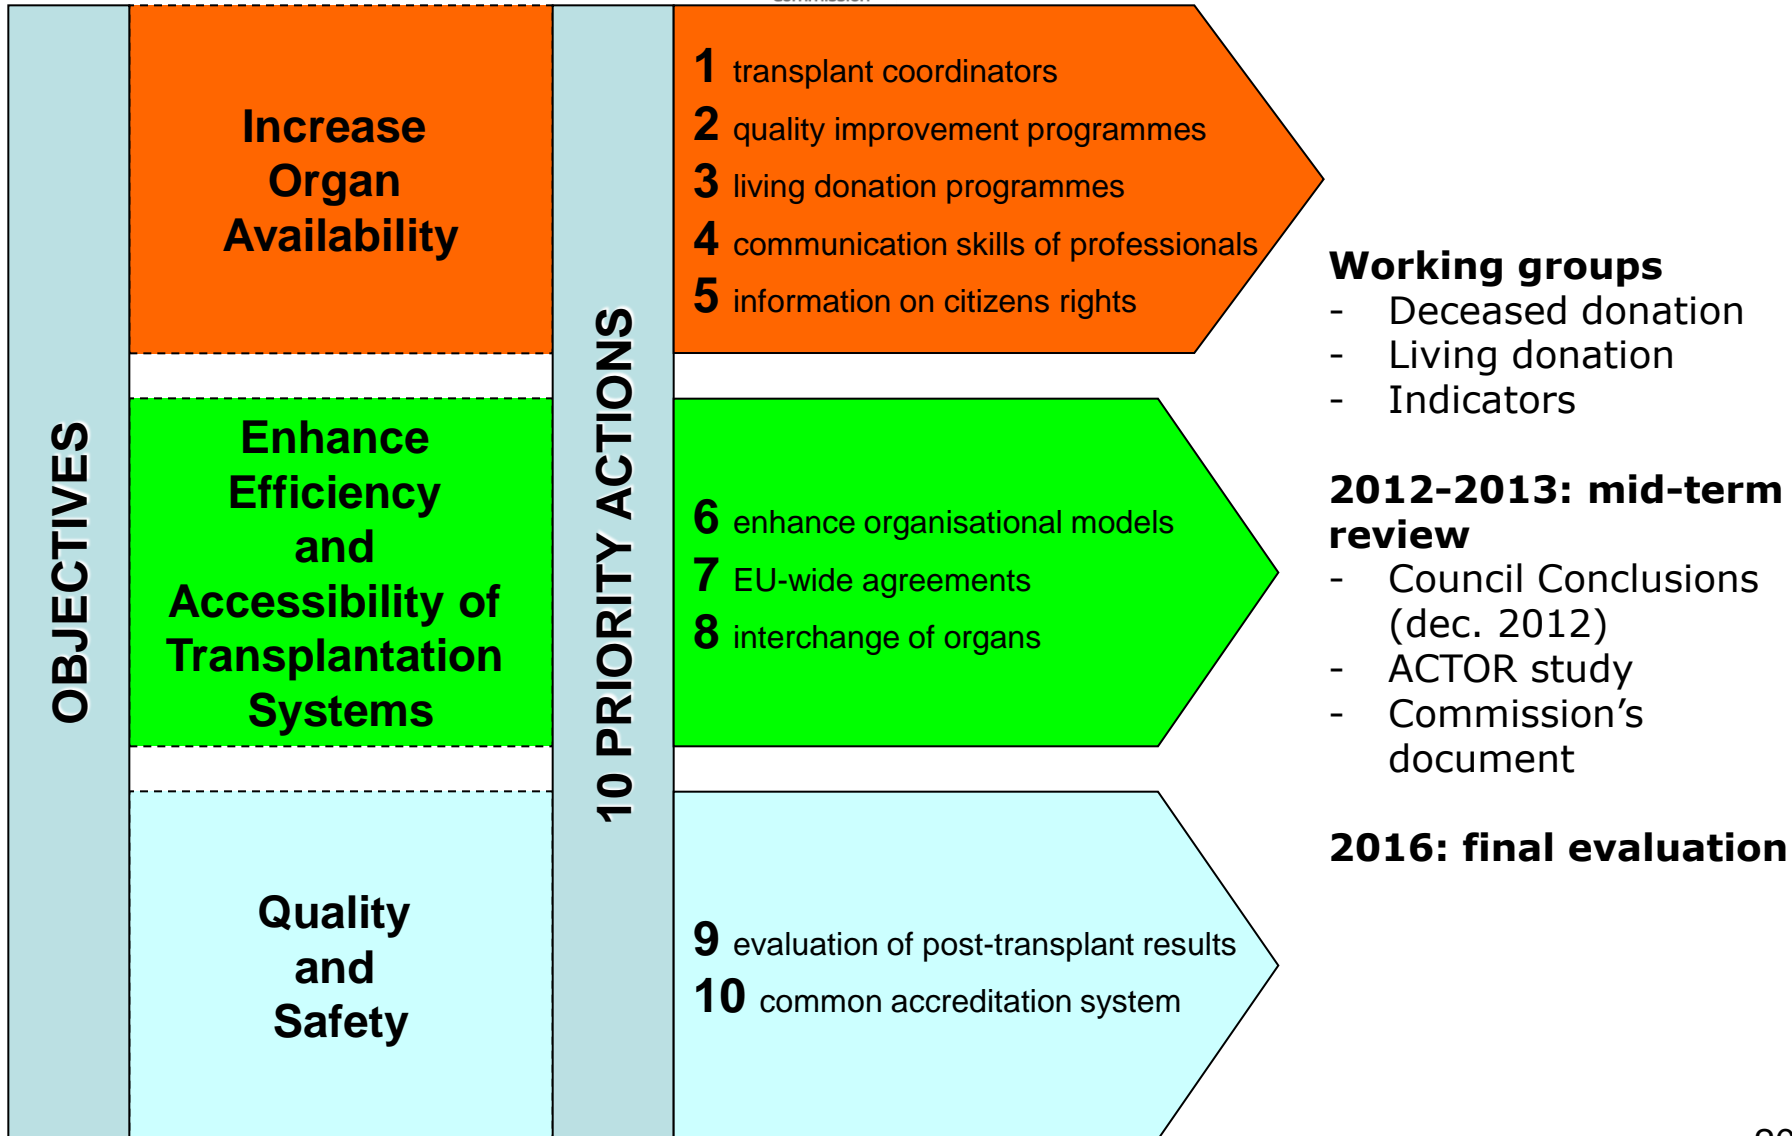 OBJECTIVES
Increase
Organ
Availability
Enhance
Efficiency
and
Accessibility of
Transplantation
Systems
Quality
and
Safety
10 PRIORITY ACTIONS
1 transplant coordinators
2 quality improvement programmes
3 living donation programmes
4 communication skills of professionals
5 information on citizens rights
6 enhance organisational models
7 EU-wide agreements
8 interchange of organs
9 evaluation of post-transplant results
10 common accreditation system
Working groups
- Deceased donation
- Living donation
- Indicators
2012-2013: mid-term
review
- Council Conclusions
(dec. 2012)
- ACTOR study
- Commission’s
document
2016: final evaluation